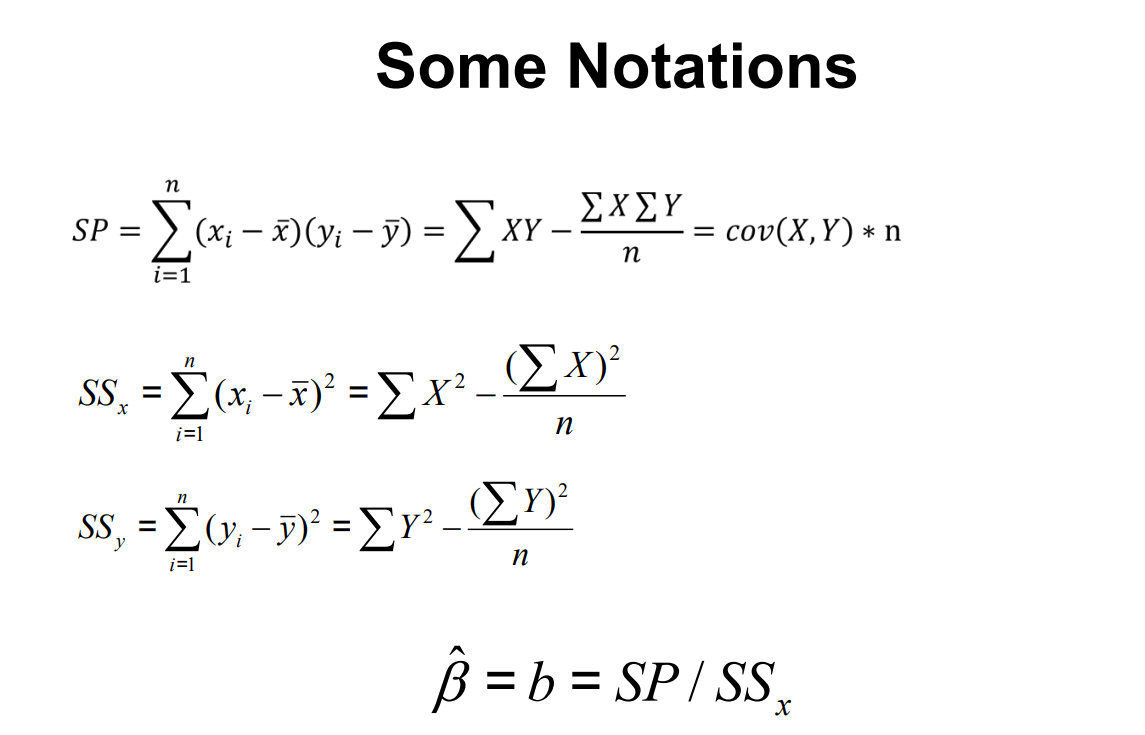 Some Notations
SP = \sum_{i=1}^{n} (x_i − \bar{x})(y_i − \bar{y}) = \sum XY − \frac{\sum X \sum Y}{n} = cov(X, Y) * n
SS_x = \sum_{i=1}^{n} (x_i − \bar{x})^2 = \sum X^2 − \frac{(\sum X)^2}{n}
SS_y = \sum_{i=1}^{n} (y_i − \bar{y})^2 = \sum Y^2 − \frac{(\sum Y)^2}{n}
\hat{β} = b = SP / SS_x